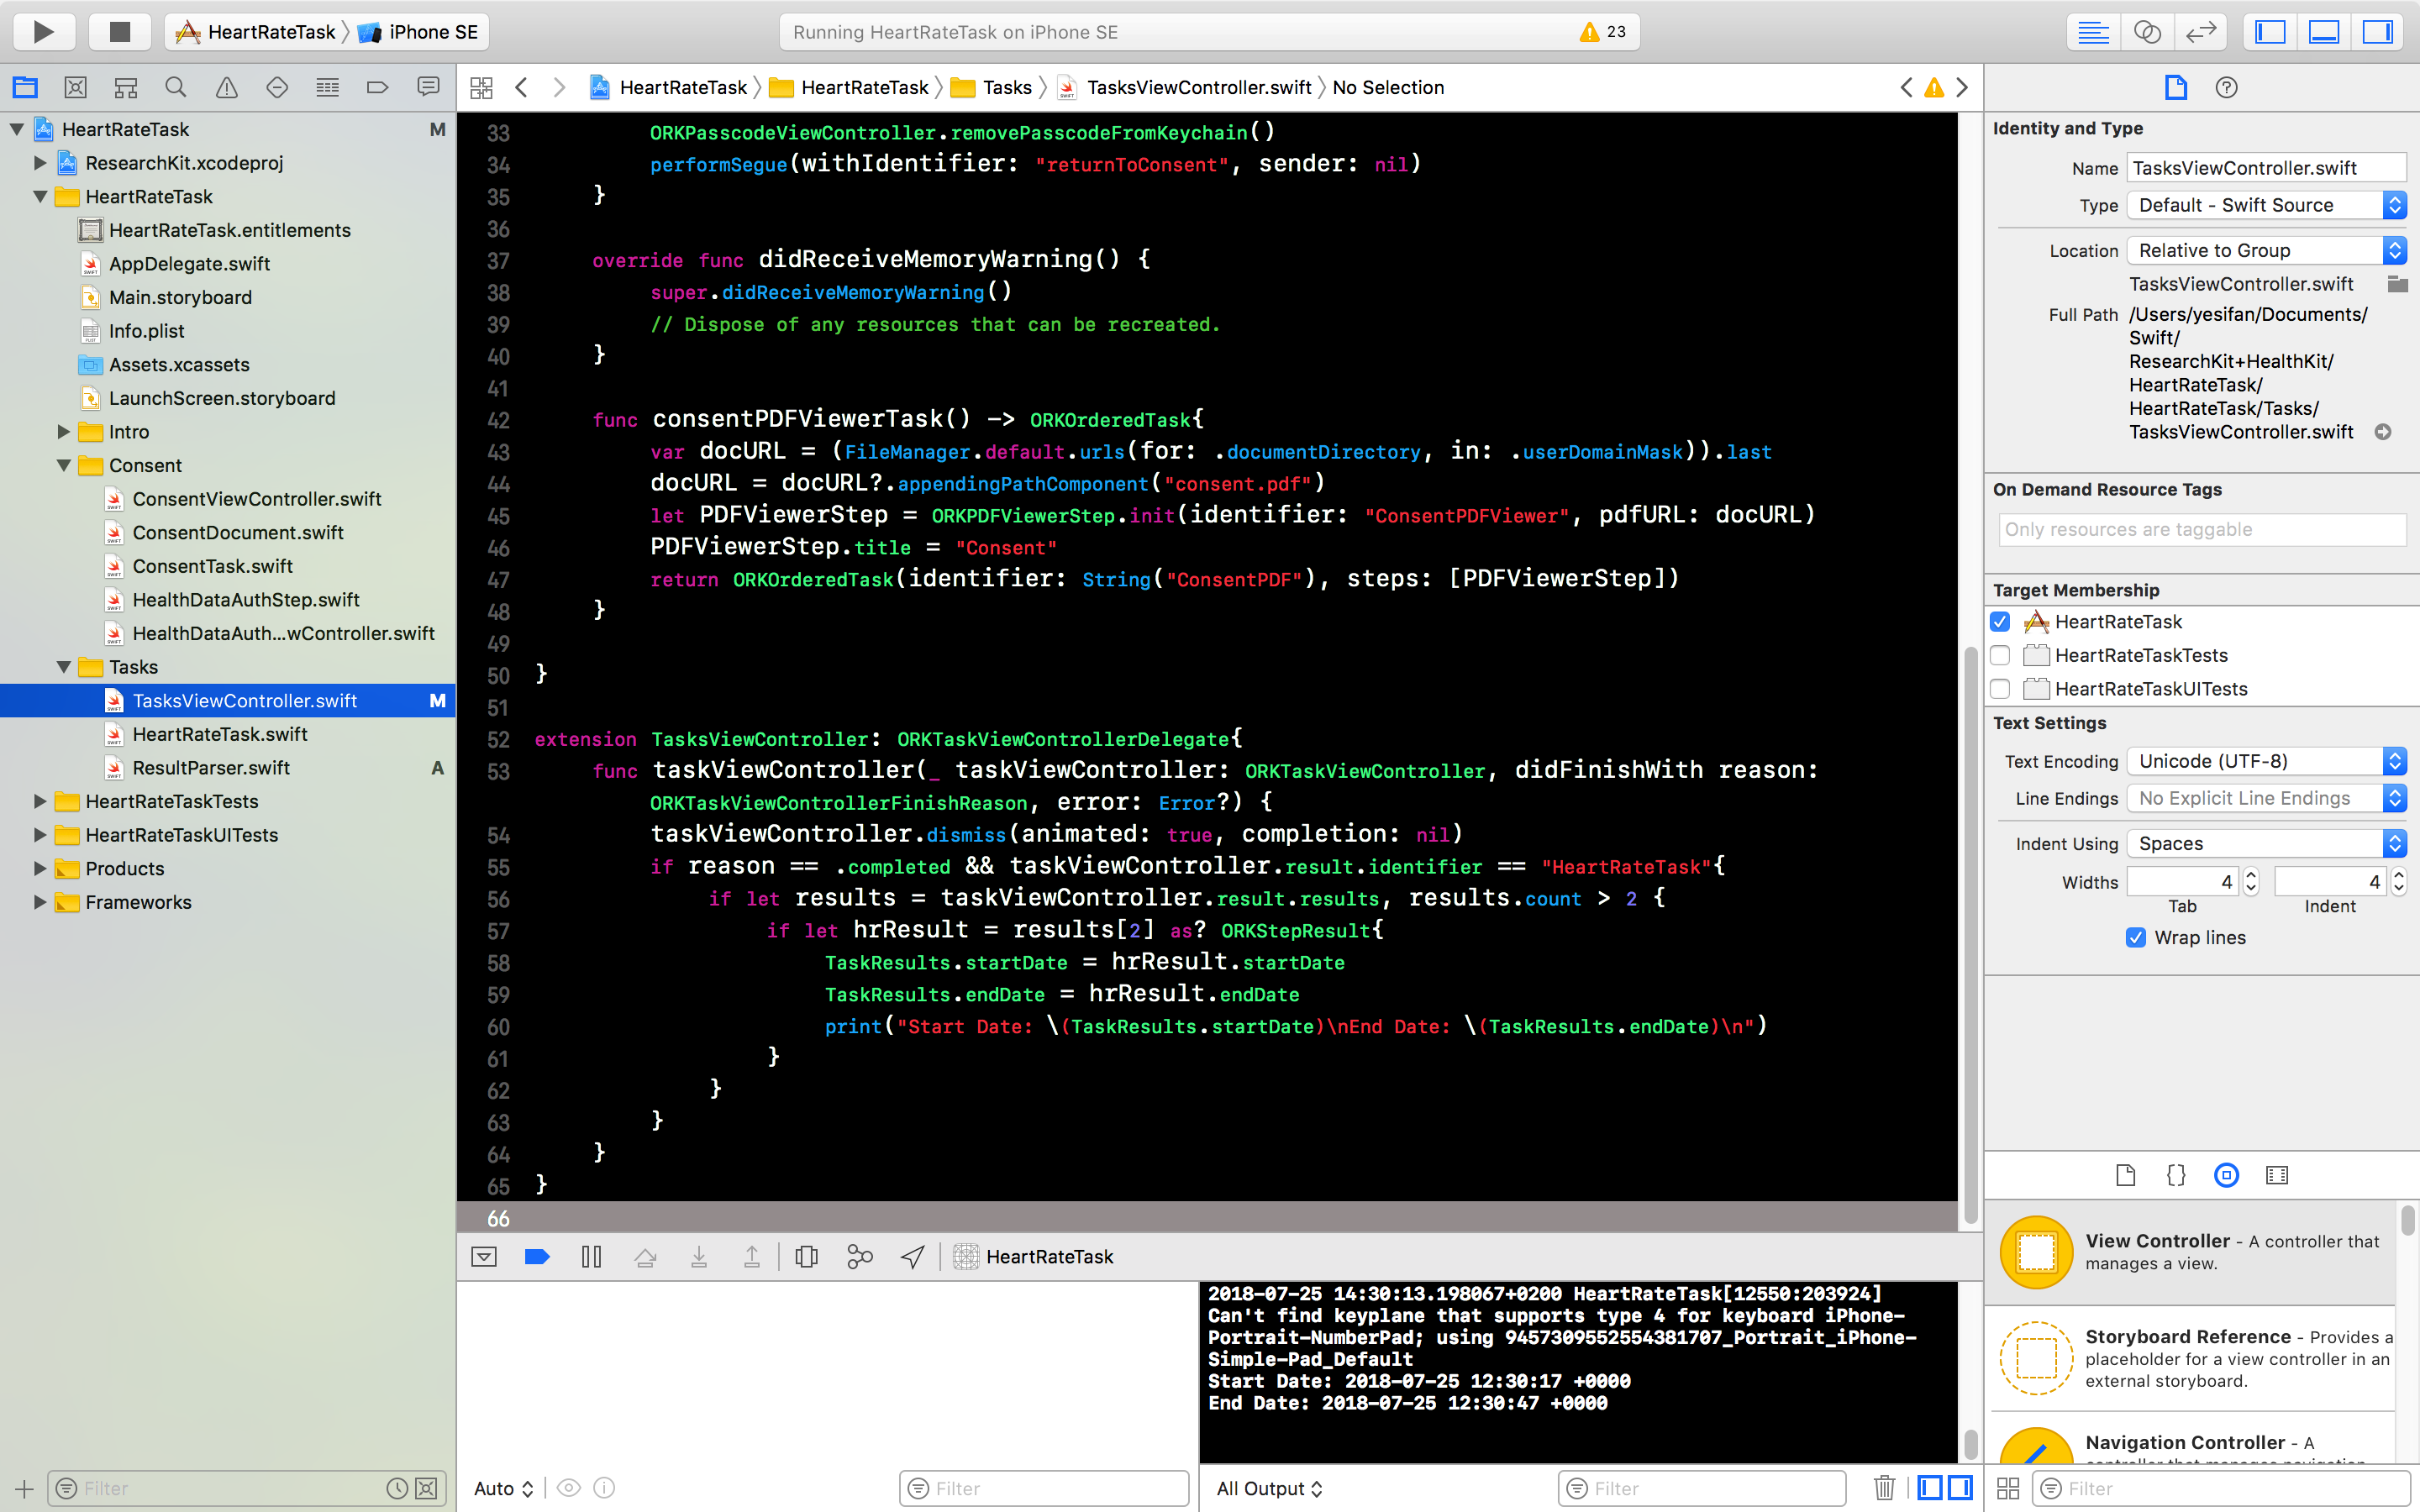 HeartRateTask 〉 iPhone SE
Running HeartRateTask on iPhone SE
23
HeartRateTask 〉 HeartRateTask 〉 Tasks 〉 TasksViewController.swift 〉 No Selection
HeartRateTask M
ResearchKit.xcodeproj
HeartRateTask
HeartRateTask.entitlements
AppDelegate.swift
Main.storyboard
Info.plist
Assets.xcassets
LaunchScreen.storyboard
Intro
Consent
ConsentViewController.swift
ConsentDocument.swift
ConsentTask.swift
HealthDataAuthStep.swift
HealthDataAuth...wController.swift
Tasks
TasksViewController.swift M
HeartRateTask.swift
ResultParser.swift A
HeartRateTaskTests
HeartRateTaskUITests
Products
Frameworks
Filter
33 ORKPasscodeViewController.removePasscodeFromKeychain()
34 performSegue(withIdentifier: "returnToConsent", sender: nil)
35 }
36
37 override func didReceiveMemoryWarning() {
38 super.didReceiveMemoryWarning()
39 // Dispose of any resources that can be recreated.
40 }
41
42 func consentPDFViewerTask() -> ORKOrderedTask{
43 var docURL = (FileManager.default.urls(for: .documentDirectory, in: .userDomainMask)).last
44 docURL = docURL?.appendingPathComponent("consent.pdf")
45 let PDFViewerStep = ORKPDFViewerStep.init(identifier: "ConsentPDFViewer", pdfURL: docURL)
46 PDFViewerStep.title = "Consent"
47 return ORKOrderedTask(identifier: String("ConsentPDF"), steps: [PDFViewerStep])
48 }
49
50 }
51
52 extension TasksViewController: ORKTaskViewControllerDelegate{
53 func taskViewController(_ taskViewController: ORKTaskViewController, didFinishWith reason:
ORKTaskViewControllerFinishReason, error: Error?) {
54 taskViewController.dismiss(animated: true, completion: nil)
55 if reason == .completed && taskViewController.result.identifier == "HeartRateTask"{
56 if let results = taskViewController.result.results, results.count > 2 {
57 if let hrResult = results[2] as? ORKStepResult{
58 TaskResults.startDate = hrResult.startDate
59 TaskResults.endDate = hrResult.endDate
60 print("Start Date: \(TaskResults.startDate)\nEnd Date: \(TaskResults.endDate)\n")
61 }
62 }
63 }
64 }
65 }
66
HeartRateTask
2018-07-25 14:30:13.198067+0200 HeartRateTask[12550:203924]
Can't find keyplane that supports type 4 for keyboard iPhone-
Portrait-NumberPad; using 9457309552554381707_Portrait_iPhone-
Simple-Pad_Default
Start Date: 2018-07-25 12:30:17 +0000
End Date: 2018-07-25 12:30:47 +0000
Auto
Filter
All Output
Filter
Identity and Type
Name TasksViewController.swift
Type Default - Swift Source
Location Relative to Group
TasksViewController.swift
Full Path /Users/yesifan/Documents/
Swift/
ResearchKit+HealthKit/
HeartRateTask/
HeartRateTask/Tasks/
TasksViewController.swift
On Demand Resource Tags
Only resources are taggable
Target Membership
HeartRateTask
HeartRateTaskTests
HeartRateTaskUITests
Text Settings
Text Encoding Unicode (UTF-8)
Line Endings No Explicit Line Endings
Indent Using Spaces
Widths 4 4
Tab Indent
Wrap lines
View Controller - A controller that
manages a view.
Storyboard Reference - Provides a
placeholder for a view controller in an
external storyboard.
Navigation Controller - A
controller that manages navigation
Filter